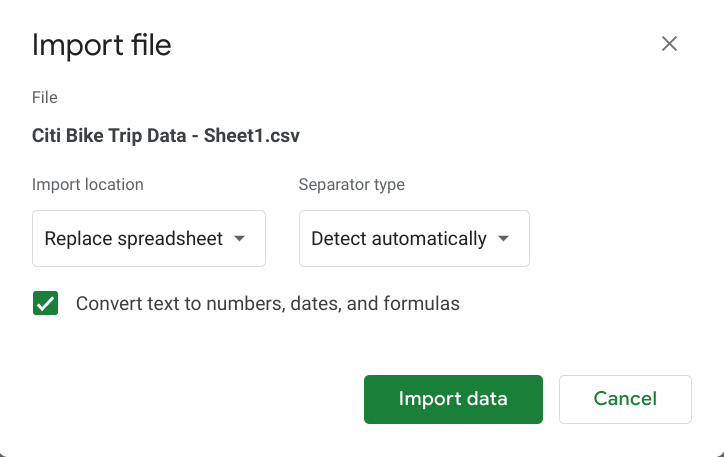 Import file
File
Citi Bike Trip Data - Sheet1.csv
Import location
Separator type
Replace spreadsheet
Detect automatically
Convert text to numbers, dates, and formulas
Import data
Cancel